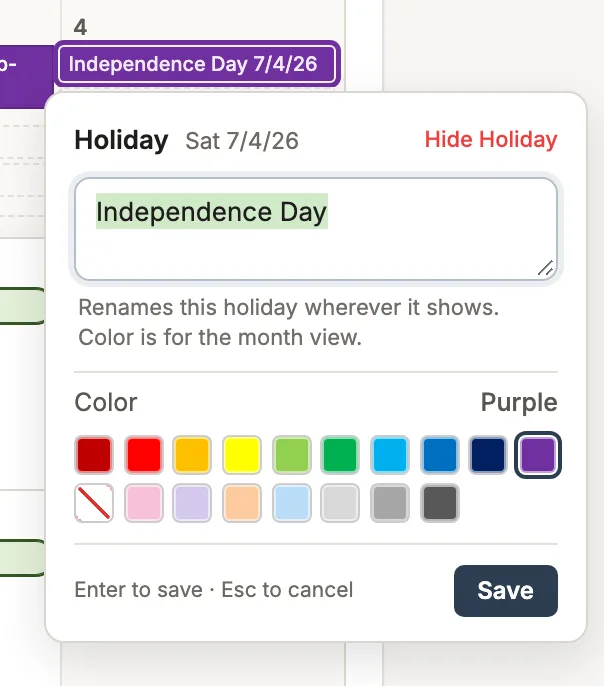 4
o-
Independence Day 7/4/26
Holiday Sat 7/4/26 Hide Holiday
Independence Day
Renames this holiday wherever it shows.
Color is for the month view.
Color Purple
Enter to save · Esc to cancel Save